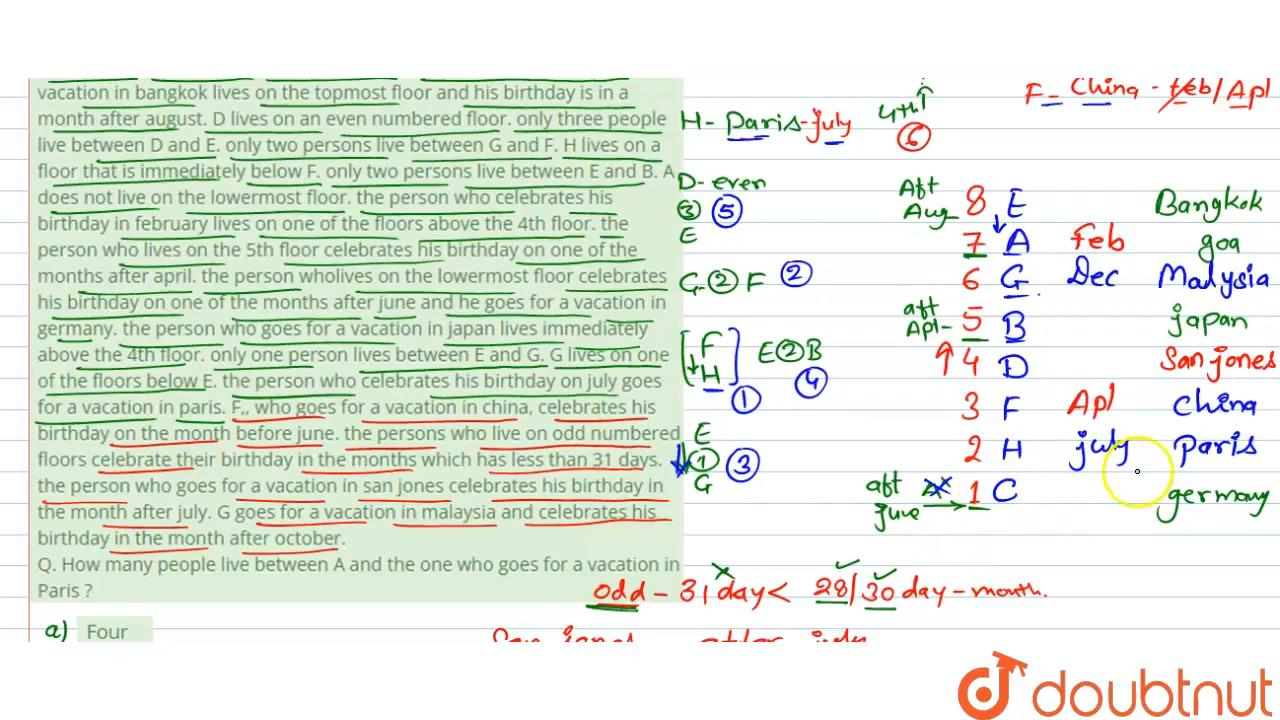 vacation in bangkok lives on the topmost floor and his birthday is in a
month after august. D lives on an even numbered floor. only three people
live between D and E. only two persons live between G and F. H lives on a
floor that is immediately below F. only two persons live between E and B. A
does not live on the lowermost floor. the person who celebrates his
birthday in february lives on one of the floors above the 4th floor. the
person who lives on the 5th floor celebrates his birthday on one of the
months after april. the person wholives on the lowermost floor celebrates
his birthday on one of the months after june and he goes for a vacation in
germany. the person who goes for a vacation in japan lives immediately
above the 4th floor. only one person lives between E and G. G lives on one
of the floors below E. the person who celebrates his birthday on july goes
for a vacation in paris. F,, who goes for a vacation in china, celebrates his
birthday on the month before june. the persons who live on odd numbered
floors celebrate their birthday in the months which has less than 31 days.
the person who goes for a vacation in san jones celebrates his birthday in
the month after july. G goes for a vacation in malaysia and celebrates his
birthday in the month after october.
Q. How many people live between A and the one who goes for a vacation in
Paris ?
a) Four
F - China - Feb/Apl
H - Paris - July
4th ↑
6
D - even
3 5
E
G 2 F 2
F
H
1
E 2 B
4
E
1 3
G
Aft Aug 8 E Bangkok
7 A Feb goa
6 G Dec Malysia
aft Apl- 5 B japan
4 D San jones
3 F Apl China
2 H july Paris
aft june A 1 C germany
odd - 31 day < 28/30 day - month.
San jones after july
doubtnut